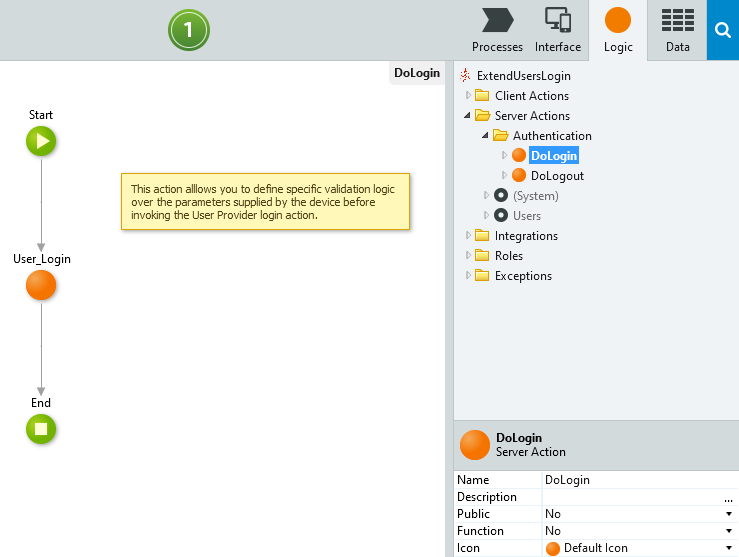 1
Processes
Interface
Logic
Data
DoLogin
Start
This action alllows you to define specific validation logic
over the parameters supplied by the device before
invoking the User Provider login action.
User_Login
End
ExtendUsersLogin
Client Actions
Server Actions
Authentication
DoLogin
DoLogout
(System)
Users
Integrations
Roles
Exceptions
DoLogin
Server Action
Name DoLogin
Description ...
Public No
Function No
Icon Default Icon